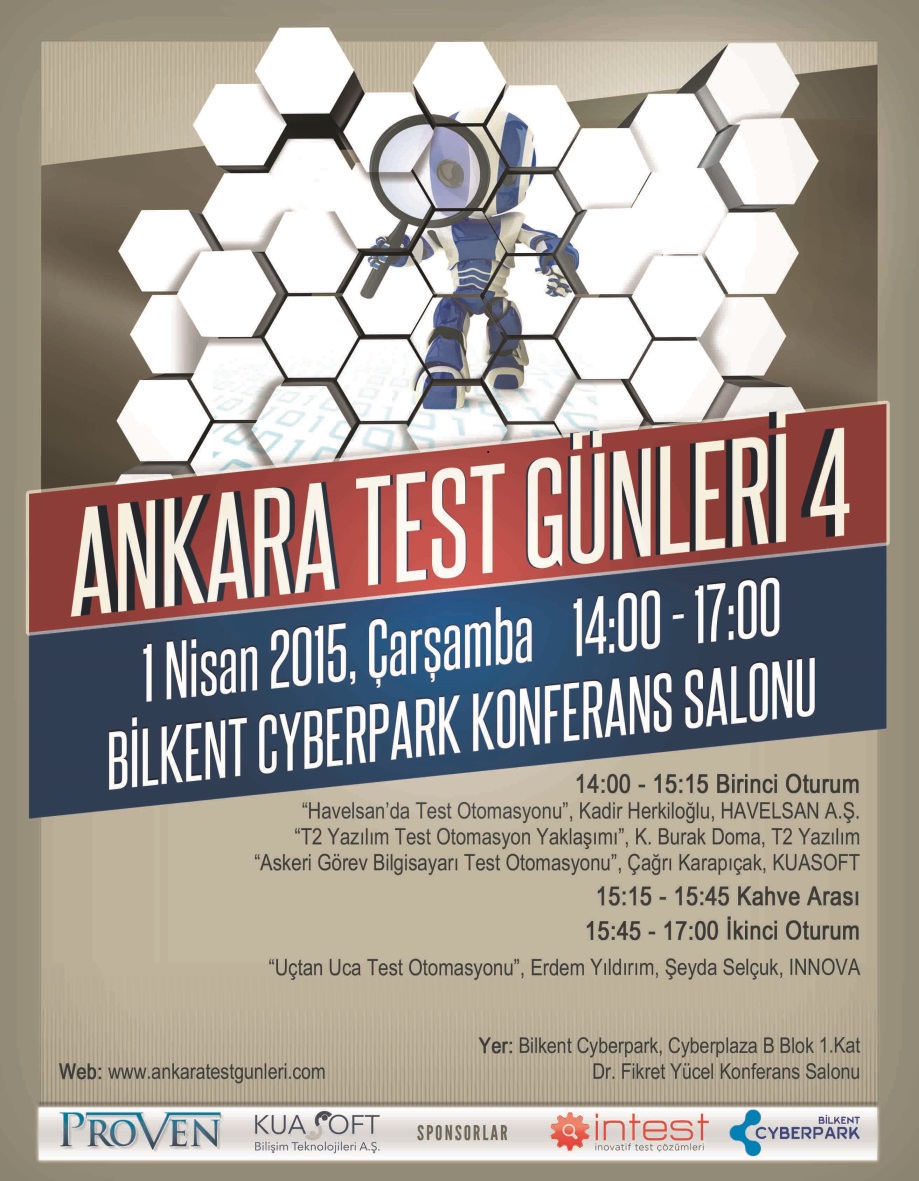 ANKARA TEST GÜNLERİ 4
1 Nisan 2015, Çarşamba 14:00 - 17:00
BİLKENT CYBERPARK KONFERANS SALONU
14:00 - 15:15 Birinci Oturum
“Havelsan’da Test Otomasyonu”, Kadir Herkiloğlu, HAVELSAN A.Ş.
“T2 Yazılım Test Otomasyon Yaklaşımı”, K. Burak Doma, T2 Yazılım
“Askeri Görev Bilgisayarı Test Otomasyonu”, Çağrı Karapıçak, KUASOFT
15:15 - 15:45 Kahve Arası
15:45 - 17:00 İkinci Oturum
“Uçtan Uca Test Otomasyonu”, Erdem Yıldırım, Şeyda Selçuk, INNOVA
Yer: Bilkent Cyberpark, Cyberplaza B Blok 1.Kat
Dr. Fikret Yücel Konferans Salonu
Web: www.ankaratestgunleri.com
PROVEN
KUASOFT
Bilişim Teknolojileri A.Ş.
SPONSORLAR
intest
inovatif test çözümleri
BİLKENT
CYBERPARK